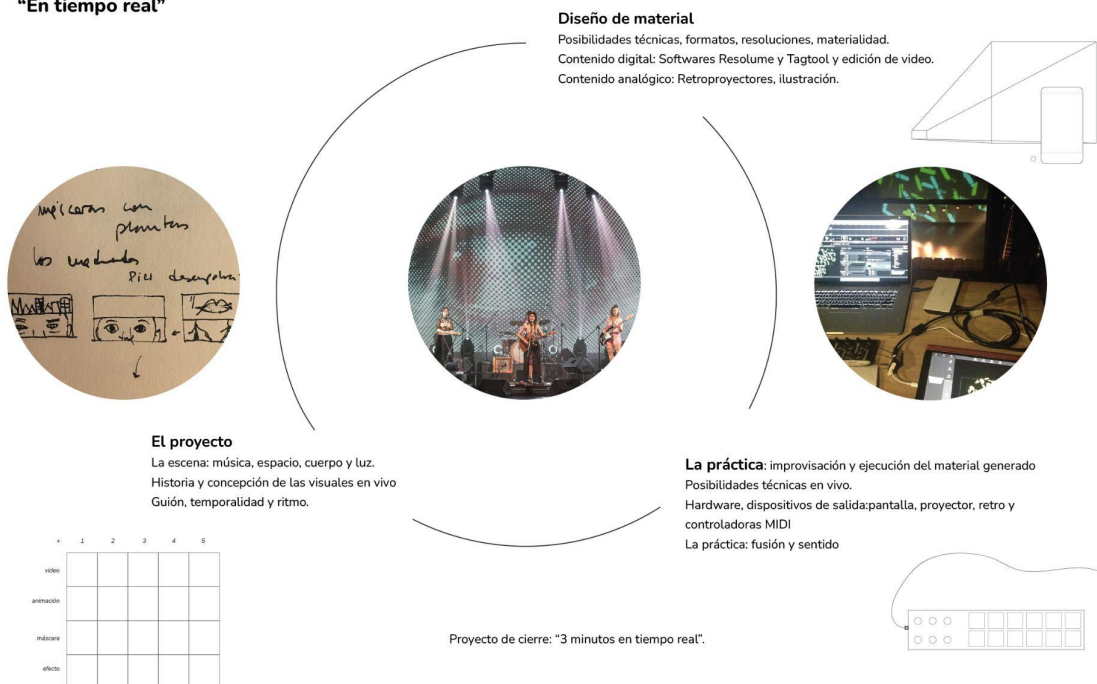 “En tiempo real”
Diseño de material
Posibilidades técnicas, formatos, resoluciones, materialidad.
Contenido digital: Softwares Resolume y Tagtool y edición de video.
Contenido analógico: Retroproyectores, ilustración.
máscaras con
plantas
los
Piel
El proyecto
La escena: música, espacio, cuerpo y luz.
Historia y concepción de las visuales en vivo
Guión, temporalidad y ritmo.
La práctica: improvisación y ejecución del material generado
Posibilidades técnicas en vivo.
Hardware, dispositivos de salida:pantalla, proyector, retro y
controladoras MIDI
La práctica: fusión y sentido
+ 1 2 3 4 5
video
animación
máscara
efecto
Proyecto de cierre: “3 minutos en tiempo real”.